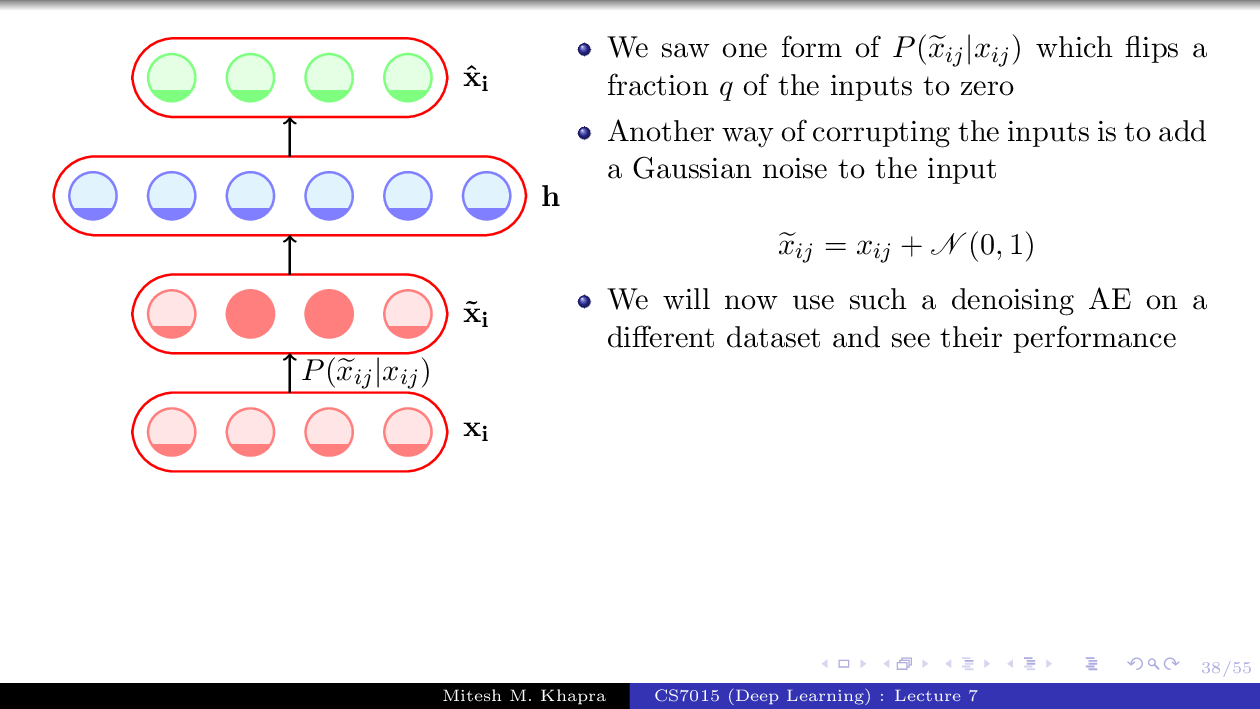 x̂ᵢ
h
x̃ᵢ
P(x̃ᵢⱼ|xᵢⱼ)
xᵢ
We saw one form of P(x̃ᵢⱼ|xᵢⱼ) which flips a
fraction q of the inputs to zero
Another way of corrupting the inputs is to add
a Gaussian noise to the input
x̃ᵢⱼ = xᵢⱼ + 𝒩(0, 1)
We will now use such a denoising AE on a
different dataset and see their performance
38/55
Mitesh M. Khapra
CS7015 (Deep Learning) : Lecture 7